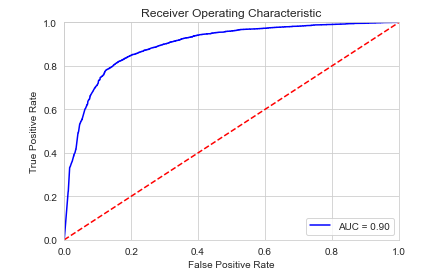 Receiver Operating Characteristic
True Positive Rate
1.0
0.8
0.6
0.4
0.2
0.0
AUC = 0.90
0.0 0.2 0.4 0.6 0.8 1.0
False Positive Rate